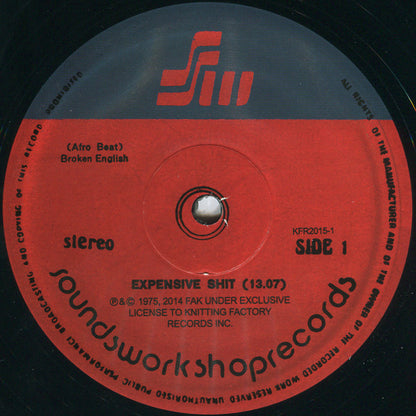 (Afro Beat)
Broken English
KFR2015-1
stereo
SIDE 1
EXPENSIVE SHIT (13.07)
℗&© 1975, 2014 FAK UNDER EXCLUSIVE
LICENSE TO KNITTING FACTORY
RECORDS INC.
soundsworkshoprecords
ALL RIGHTS OF THE MANUFACTURER AND OF THE OWNER OF THE RECORDED WORK RESERVED UNAUTHORISED PUBLIC PERFORMANCE BROADCASTING AND COPYING OF THIS RECORD PROHIBITED